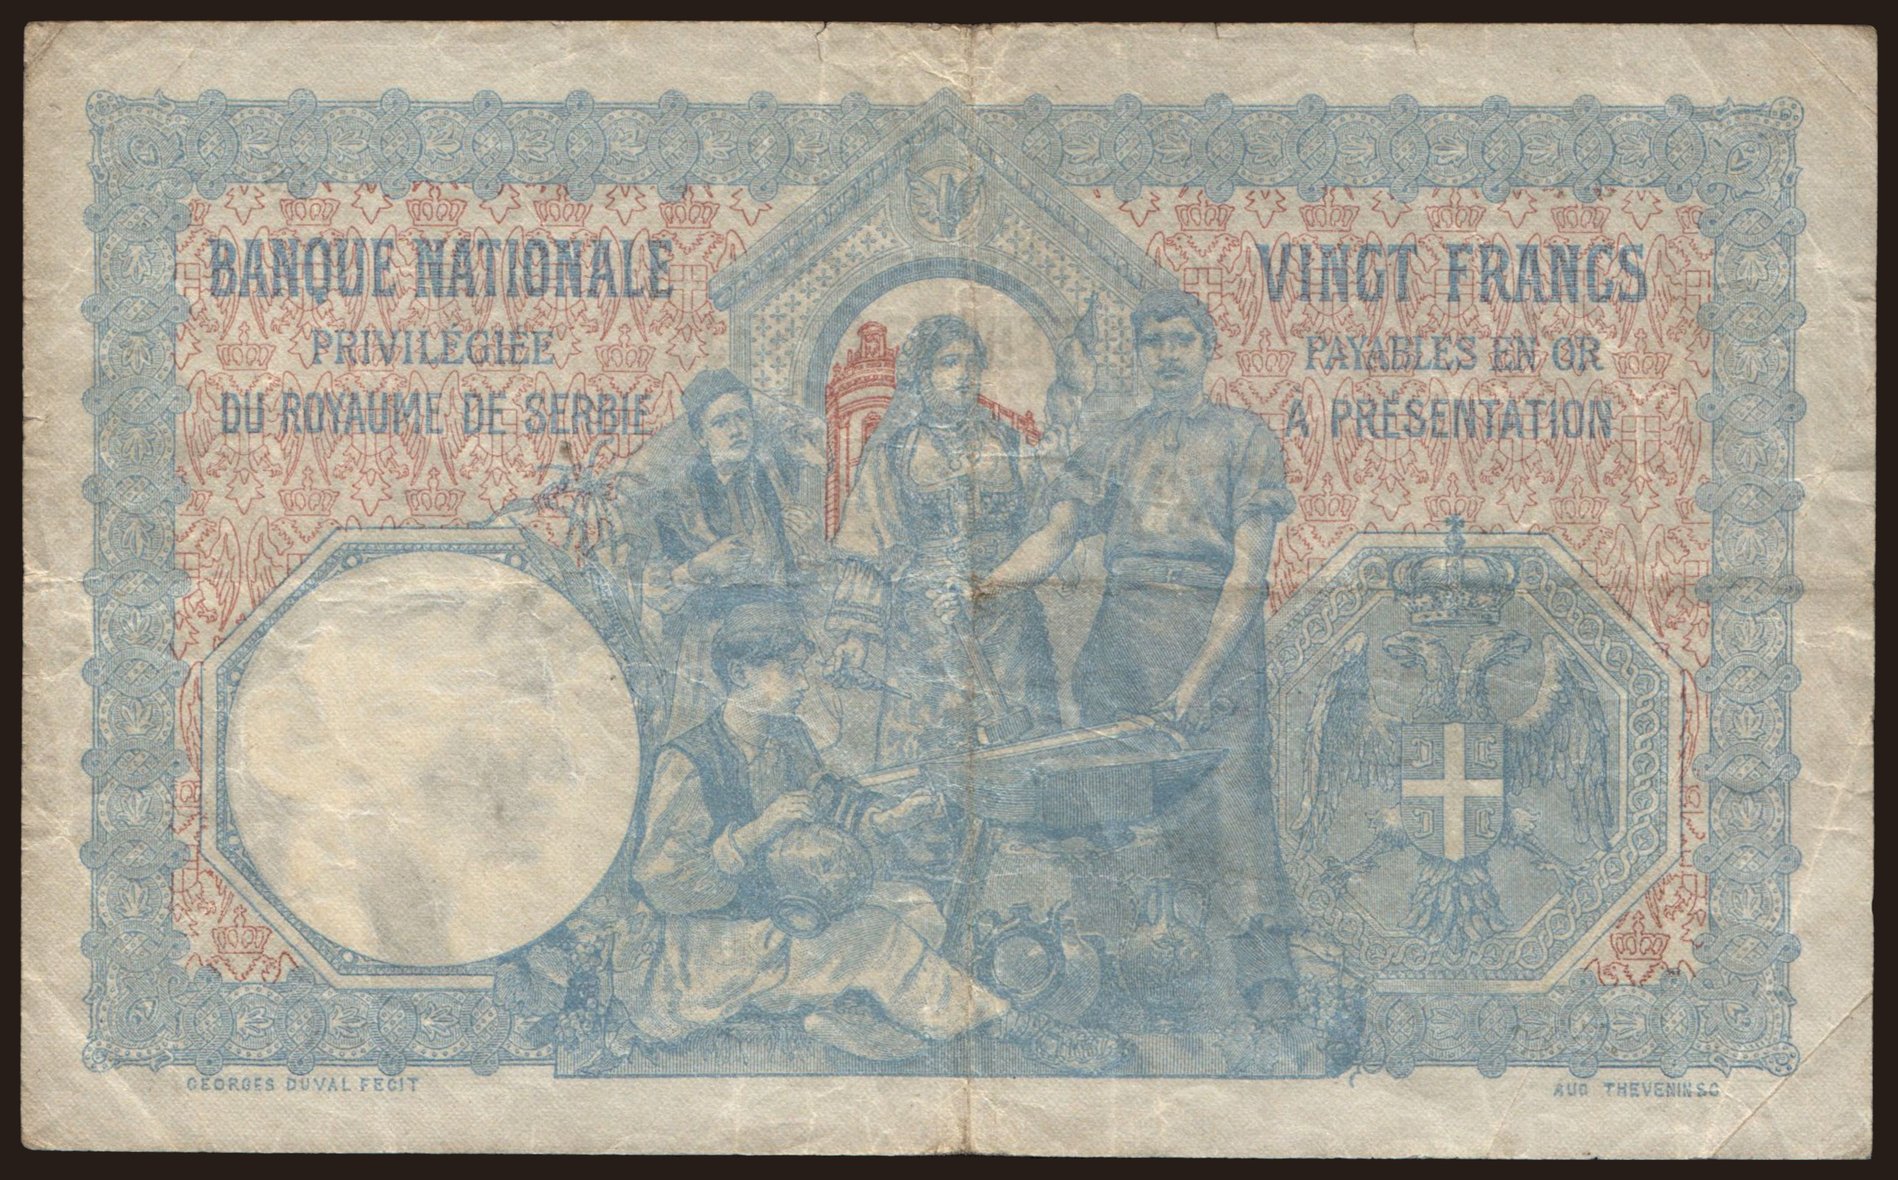 BANQUE NATIONALE
PRIVILÉGIÉE
DU ROYAUME DE SERBIE
VINGT FRANCS
PAYABLES EN OR
A PRÉSENTATION
GEORGES DUVAL FECIT
AUG THEVENIN SC